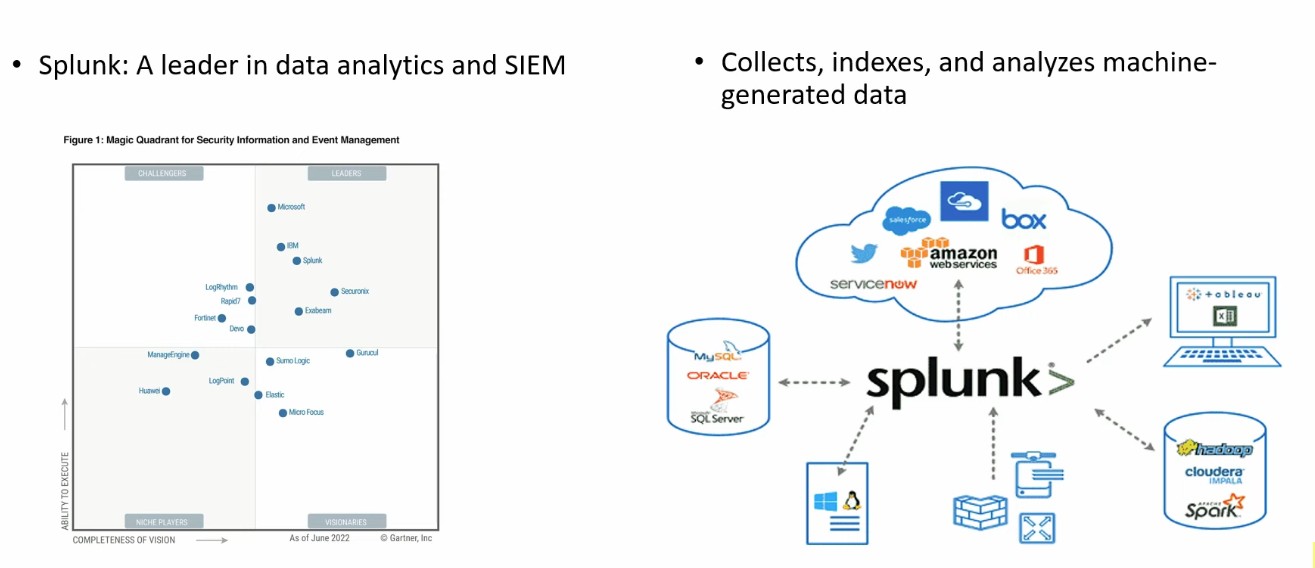 • Splunk: A leader in data analytics and SIEM
Figure 1: Magic Quadrant for Security Information and Event Management
CHALLENGERS
LEADERS
Microsoft
IBM
Splunk
LogRhythm
Securonix
Rapid7
Exabeam
Fortinet
Devo
ManageEngine
Gurucul
Sumo Logic
LogPoint
Huawei
Elastic
Micro Focus
ABILITY TO EXECUTE
NICHE PLAYERS
VISIONARIES
COMPLETENESS OF VISION
As of June 2022
© Gartner, Inc
• Collects, indexes, and analyzes machine-
generated data
salesforce
box
amazon
web services
Office 365
servicenow
MySQL
ORACLE
Microsoft
SQL Server
splunk>
+ableau
hadoop
cloudera
IMPALA
APACHE
Spark